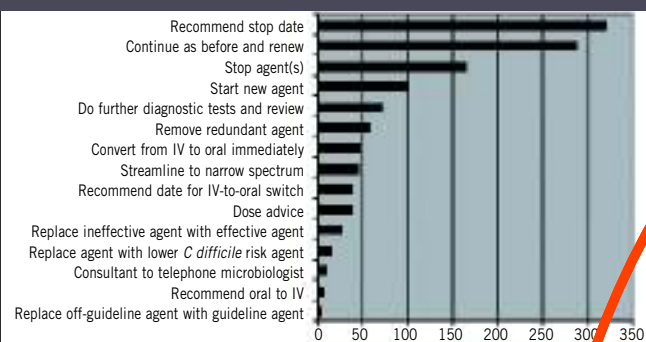 Recommend stop date
Continue as before and renew
Stop agent(s)
Start new agent
Do further diagnostic tests and review
Remove redundant agent
Convert from IV to oral immediately
Streamline to narrow spectrum
Recommend date for IV-to-oral switch
Dose advice
Replace ineffective agent with effective agent
Replace agent with lower C difficile risk agent
Consultant to telephone microbiologist
Recommend oral to IV
Replace off-guideline agent with guideline agent
0 50 100 150 200 250 300 350